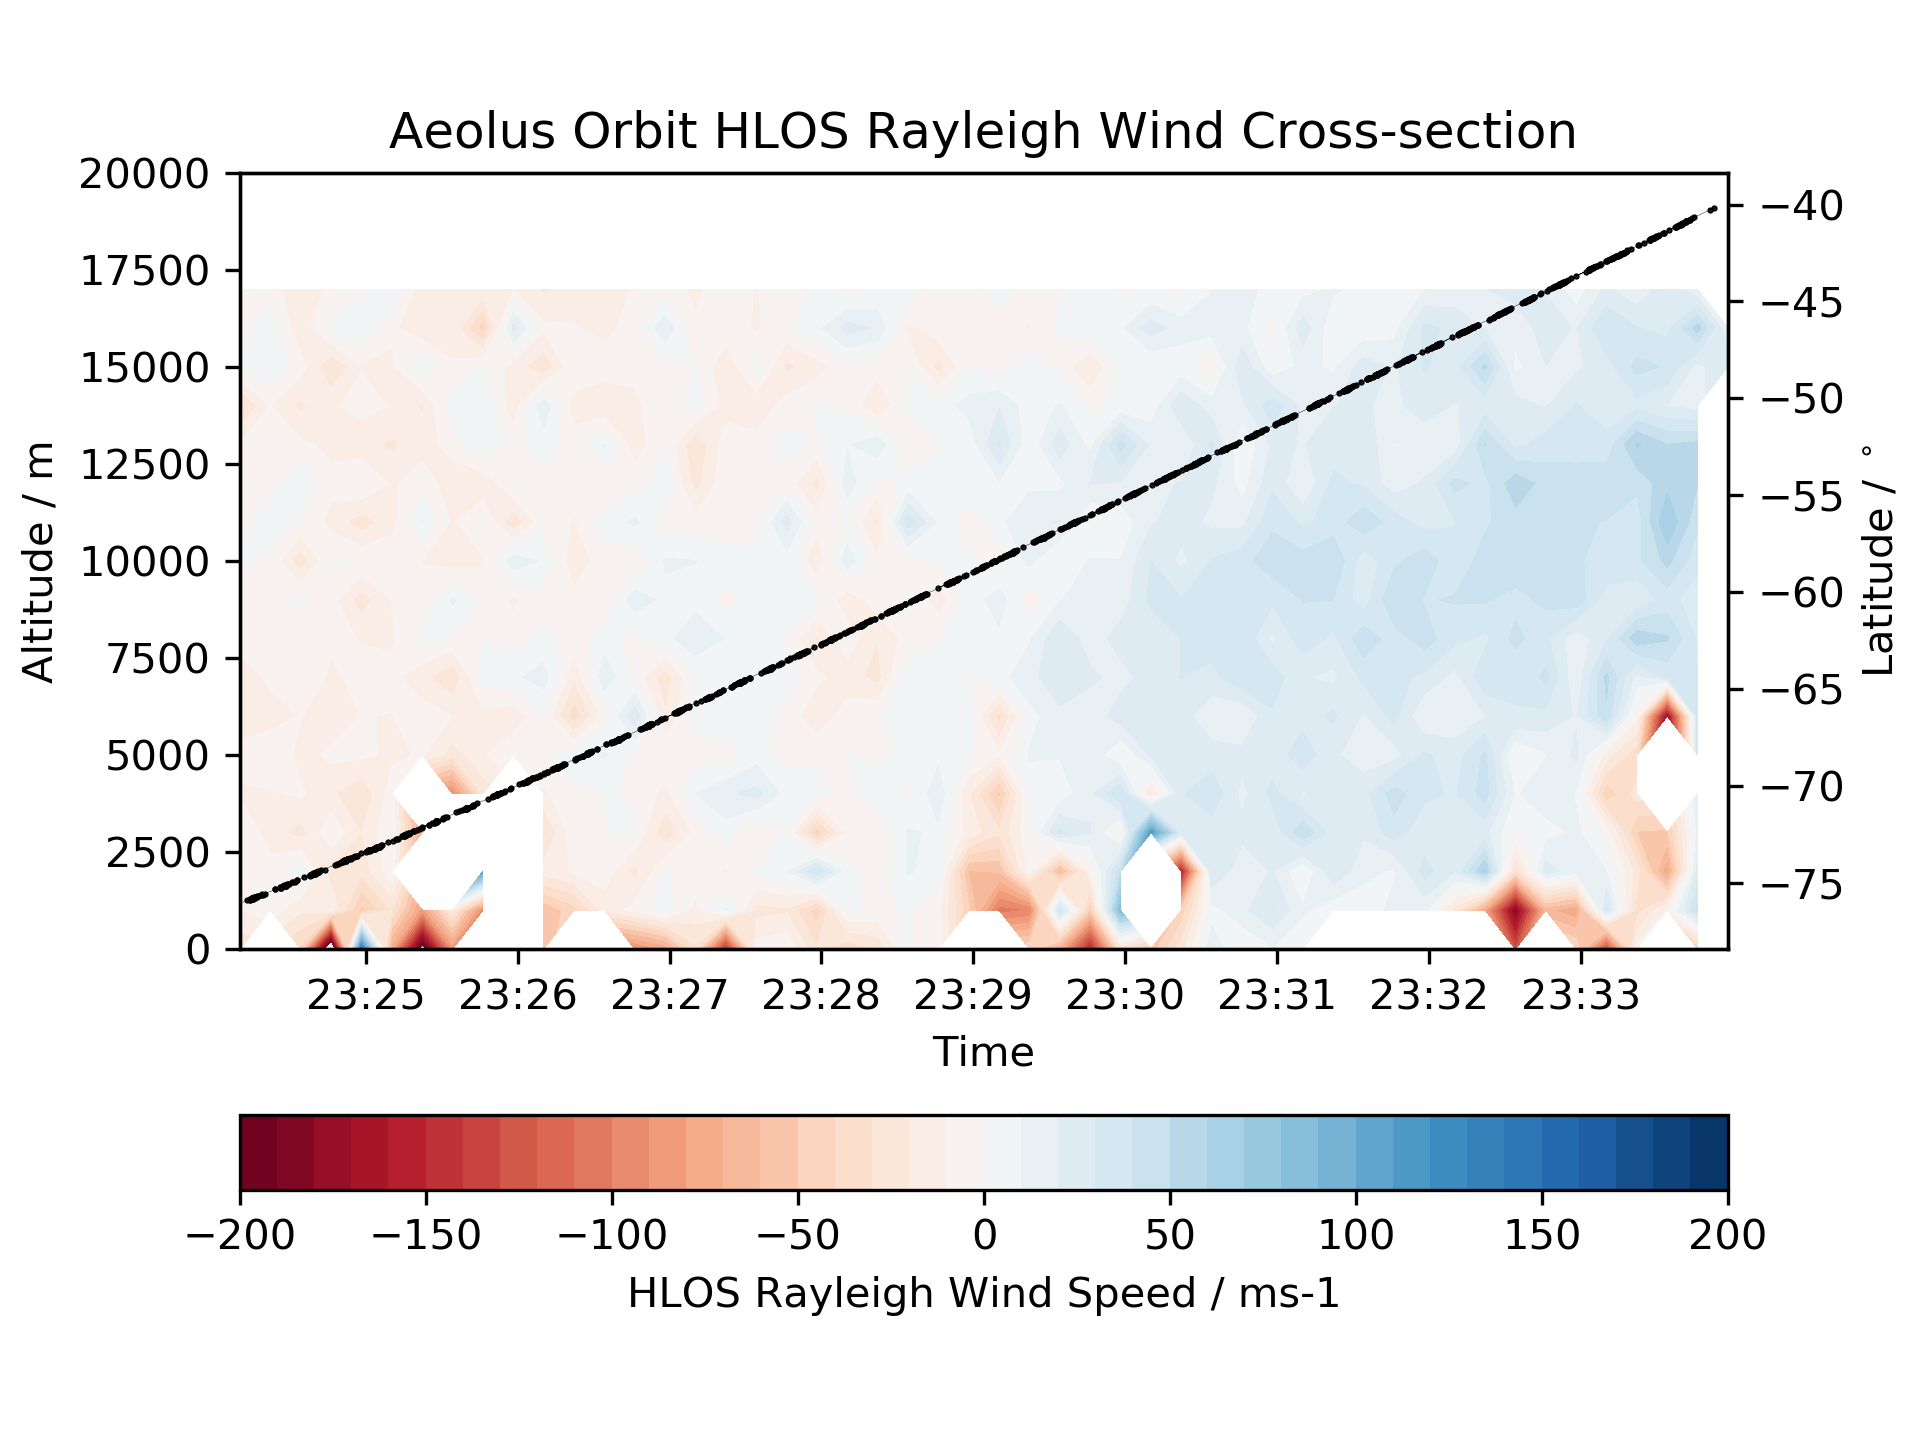 Aeolus Orbit HLOS Rayleigh Wind Cross-section
20000
17500
15000
12500
10000
7500
5000
2500
0
Altitude / m
−40
−45
−50
−55
−60
−65
−70
−75
Latitude / °
23:25 23:26 23:27 23:28 23:29 23:30 23:31 23:32 23:33
Time
−200 −150 −100 −50 0 50 100 150 200
HLOS Rayleigh Wind Speed / ms-1